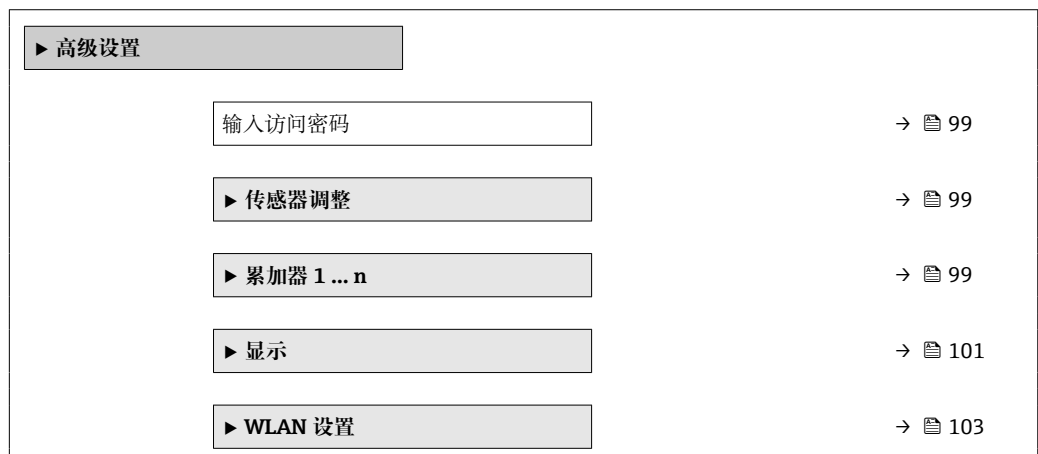 ▶ 高级设置
输入访问密码 → 🖺 99
▶ 传感器调整 → 🖺 99
▶ 累加器 1 ... n → 🖺 99
▶ 显示 → 🖺 101
▶ WLAN 设置 → 🖺 103